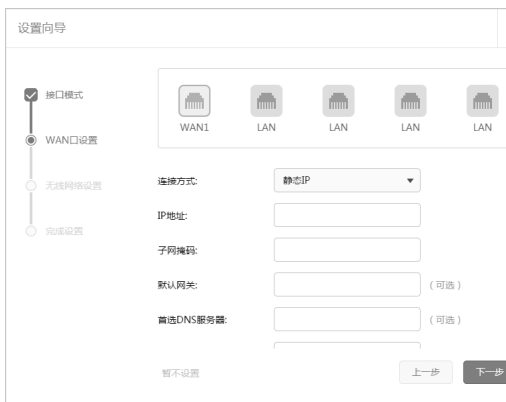 设置向导
接口模式
WAN口设置
无线网络设置
完成设置
WAN1 LAN LAN LAN LAN
连接方式: 静态IP
IP地址:
子网掩码:
默认网关: (可选)
首选DNS服务器: (可选)
暂不设置 上一步 下一步